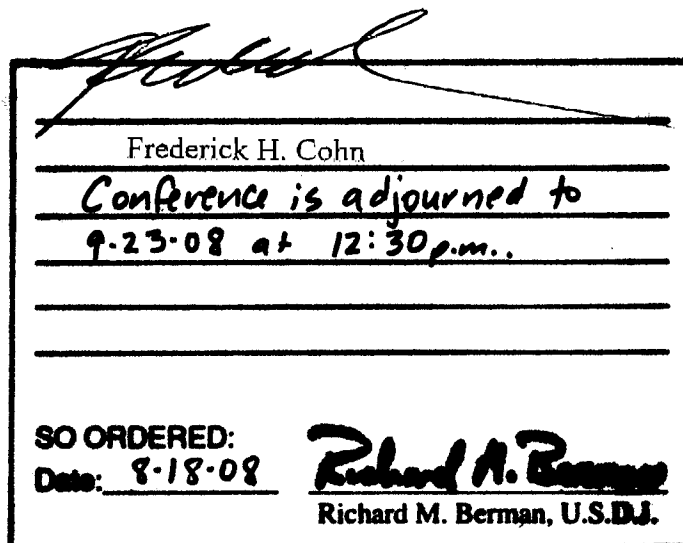 Frederick H. Cohn
Conference is adjourned to
9-23-08 at 12:30 p.m..
SO ORDERED:
Date: 8-18-08 Richard M. Berman
Richard M. Berman, U.S.D.J.